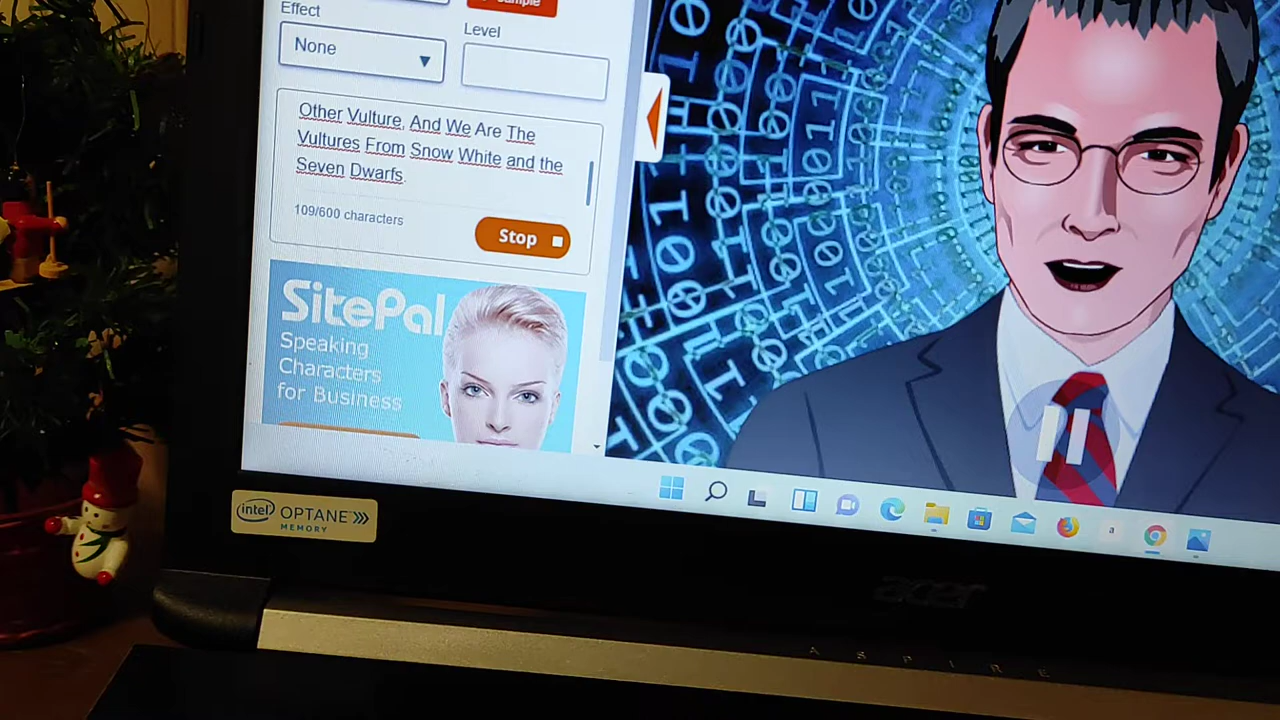 Effect
Level
None
Other Vulture, And We Are The
Vultures From Snow White and the
Seven Dwarfs.
109/600 characters
Stop
SitePal
Speaking
Characters
for Business
intel OPTANE
MEMORY
acer
ASPIRE